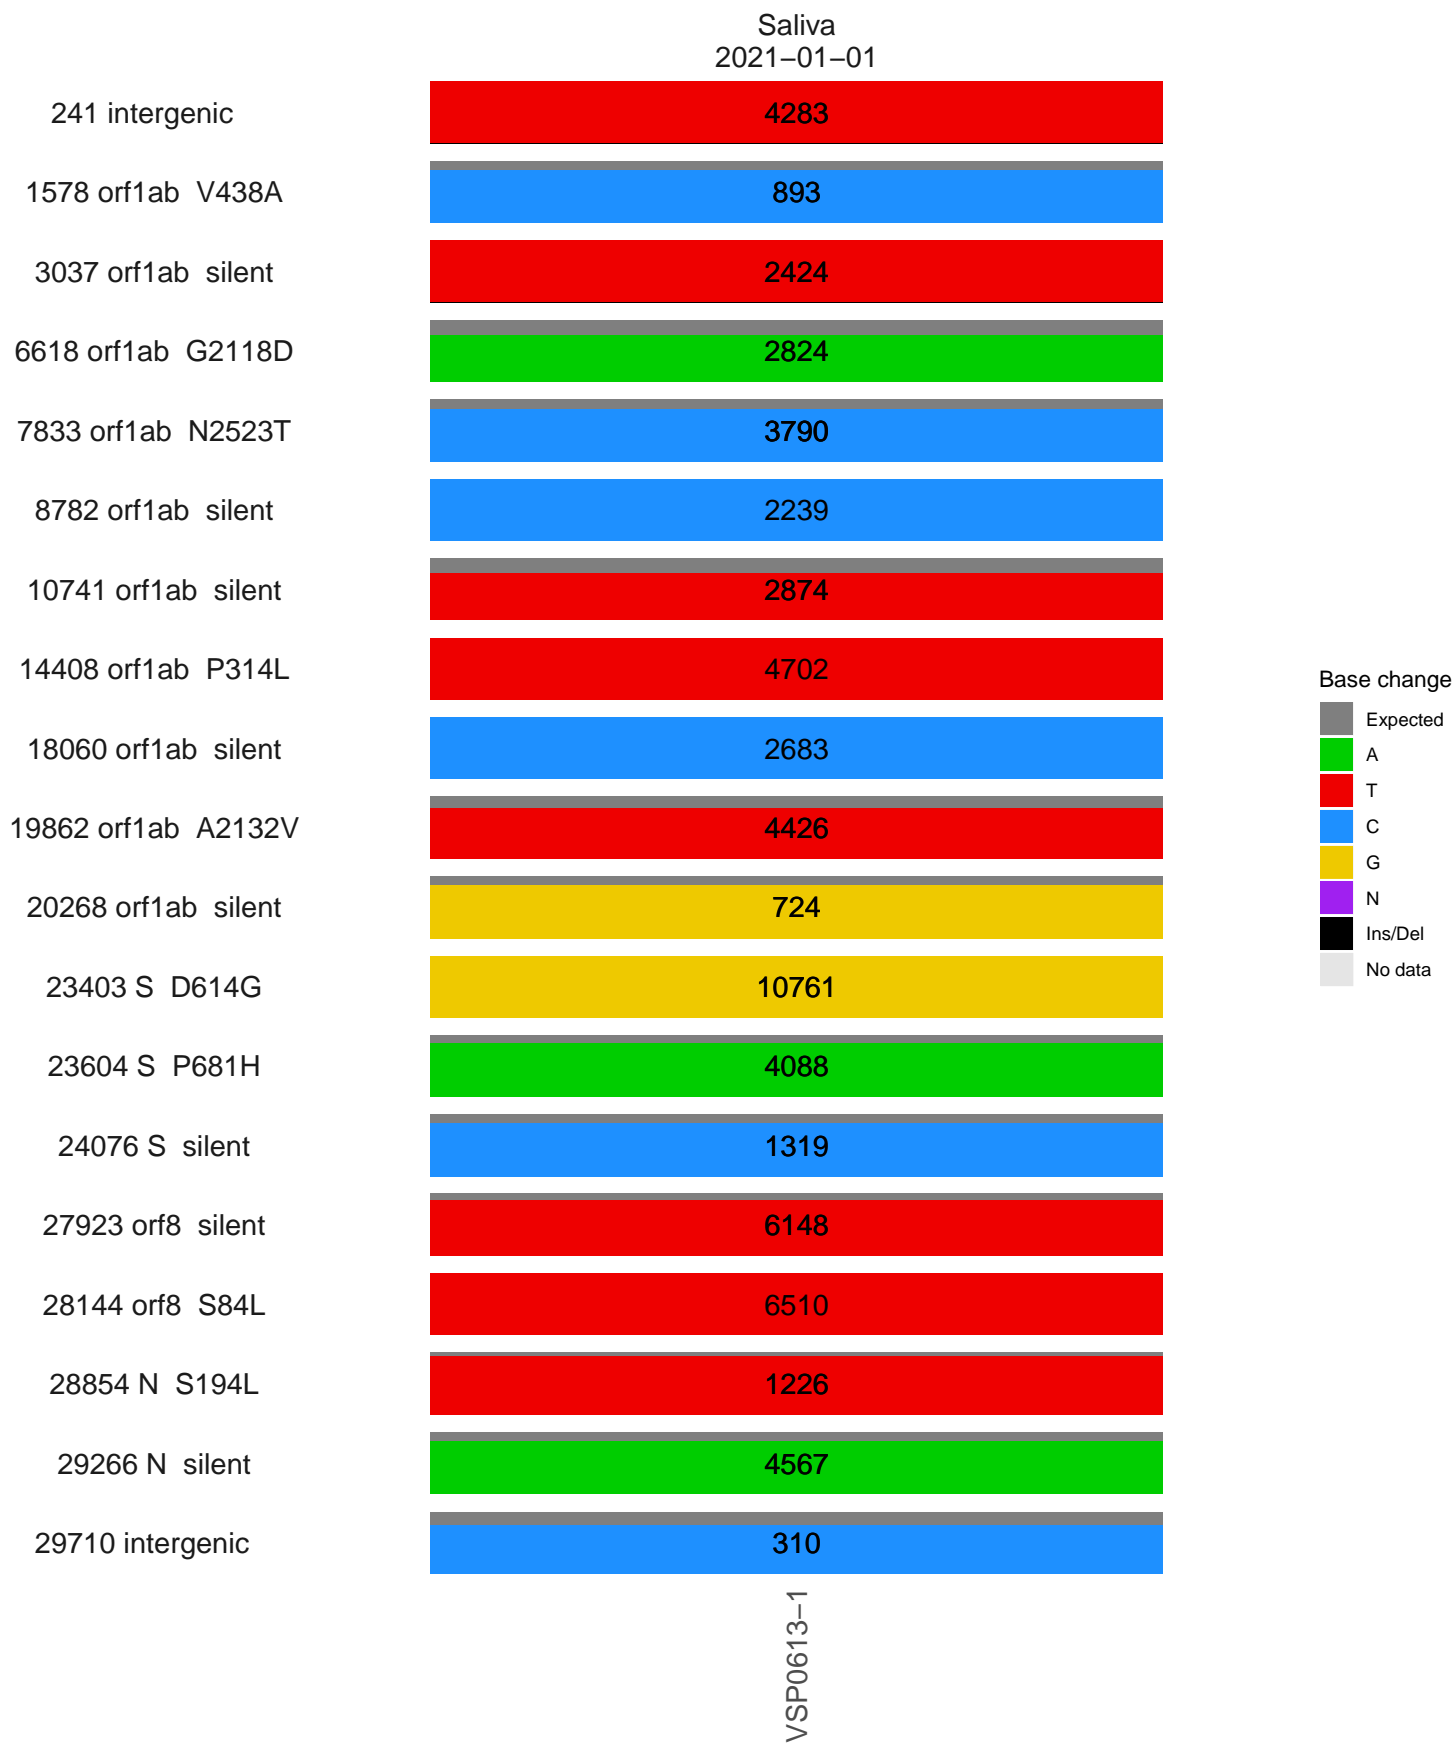 Saliva
2021−01−01
241 intergenic 4283
1578 orf1ab V438A 893
3037 orf1ab silent 2424
6618 orf1ab G2118D 2824
7833 orf1ab N2523T 3790
8782 orf1ab silent 2239
10741 orf1ab silent 2874
14408 orf1ab P314L 4702
18060 orf1ab silent 2683
19862 orf1ab A2132V 4426
20268 orf1ab silent 724
23403 S D614G 10761
23604 S P681H 4088
24076 S silent 1319
27923 orf8 silent 6148
28144 orf8 S84L 6510
28854 N S194L 1226
29266 N silent 4567
29710 intergenic 310
VSP0613−1
Base change
Expected
A
T
C
G
N
Ins/Del
No data